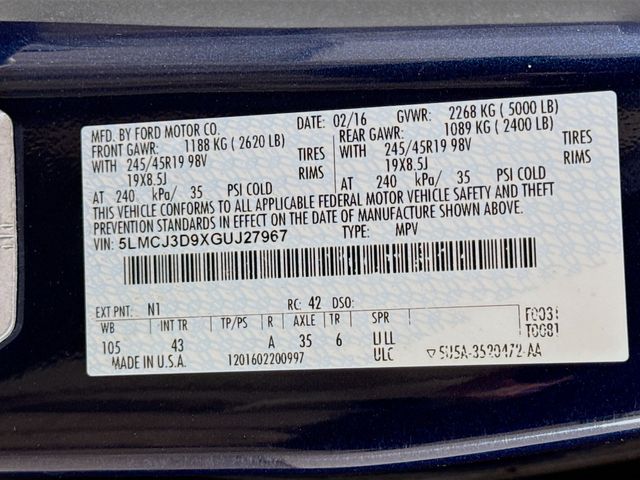 MFD. BY FORD MOTOR CO.
DATE: 02/16 GVWR: 2268 KG ( 5000 LB)
FRONT GAWR: 1188 KG ( 2620 LB) REAR GAWR: 1089 KG ( 2400 LB)
WITH 245/45R19 98V TIRES WITH 245/45R19 98V TIRES
19X8.5J RIMS 19X8.5J RIMS
AT 240 kPa/ 35 PSI COLD AT 240 kPa/ 35 PSI COLD
THIS VEHICLE CONFORMS TO ALL APPLICABLE FEDERAL MOTOR VEHICLE SAFETY AND THEFT
PREVENTION STANDARDS IN EFFECT ON THE DATE OF MANUFACTURE SHOWN ABOVE.
VIN: 5LMCJ3D9XGUJ27967 TYPE: MPV
EXT PNT: N1 RC: 42 DSO: F0031
T0081
WB INT TR TP/PS R AXLE TR SPR
105 43 A 35 6 ULL
MADE IN U.S.A. 1201602200997 ULC